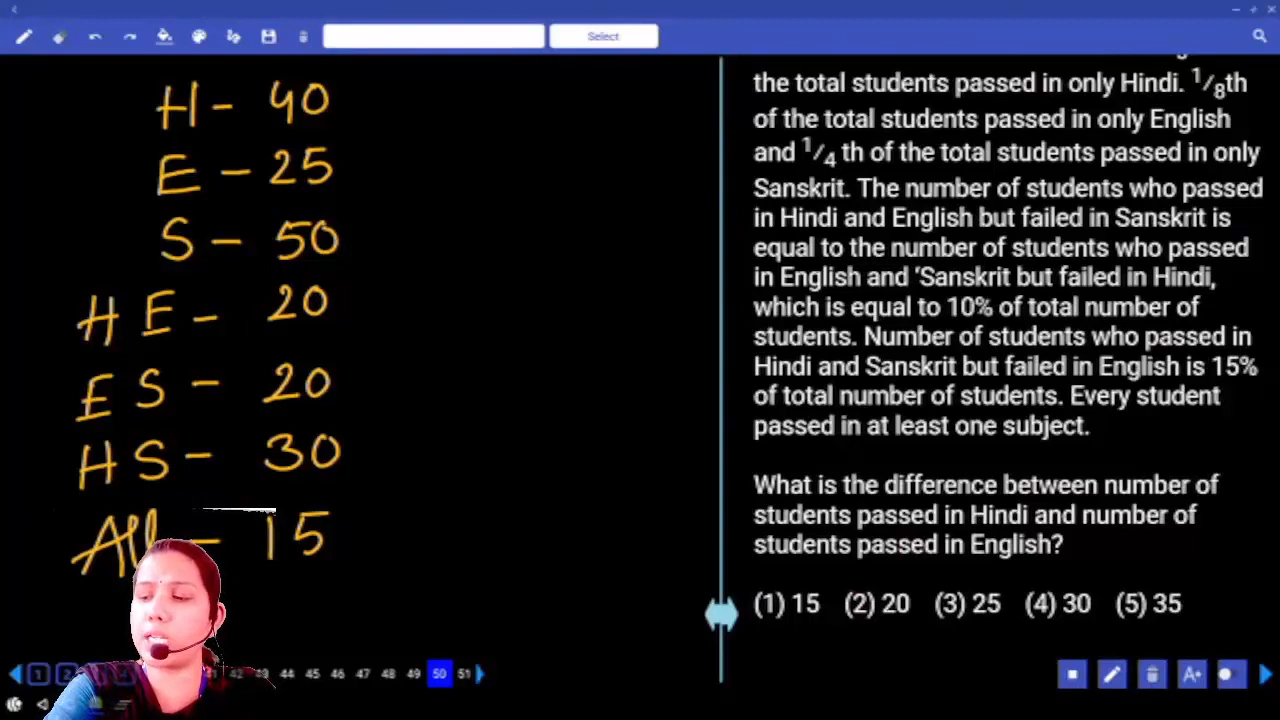 Select
H - 40
E - 25
S - 50
H E - 20
E S - 20
H S - 30
All - 15
the total students passed in only Hindi. 1/8th
of the total students passed in only English
and 1/4 th of the total students passed in only
Sanskrit. The number of students who passed
in Hindi and English but failed in Sanskrit is
equal to the number of students who passed
in English and ‘Sanskrit but failed in Hindi,
which is equal to 10% of total number of
students. Number of students who passed in
Hindi and Sanskrit but failed in English is 15%
of total number of students. Every student
passed in at least one subject.
What is the difference between number of
students passed in Hindi and number of
students passed in English?
(1) 15 (2) 20 (3) 25 (4) 30 (5) 35
1 2 42 43 44 45 46 47 48 49 50 51
A+